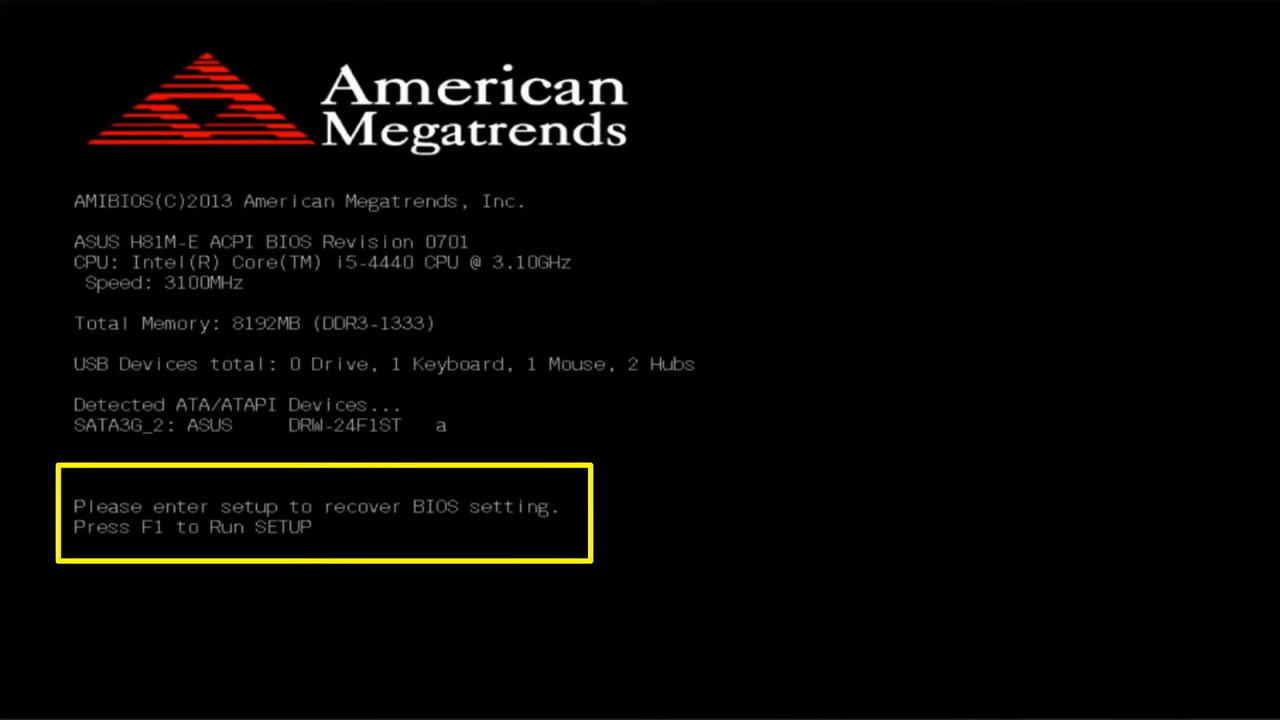 American
Megatrends
AMIBIOS(C)2013 American Megatrends, Inc.
ASUS H81M-E ACPI BIOS Revision 0701
CPU: Intel(R) Core(TM) i5-4440 CPU @ 3.10GHz
Speed: 3100MHz
Total Memory: 8192MB (DDR3-1333)
USB Devices total: 0 Drive, 1 Keyboard, 1 Mouse, 2 Hubs
Detected ATA/ATAPI Devices...
SATA3G_2: ASUS     DRW-24F1ST   a
Please enter setup to recover BIOS setting.
Press F1 to Run SETUP